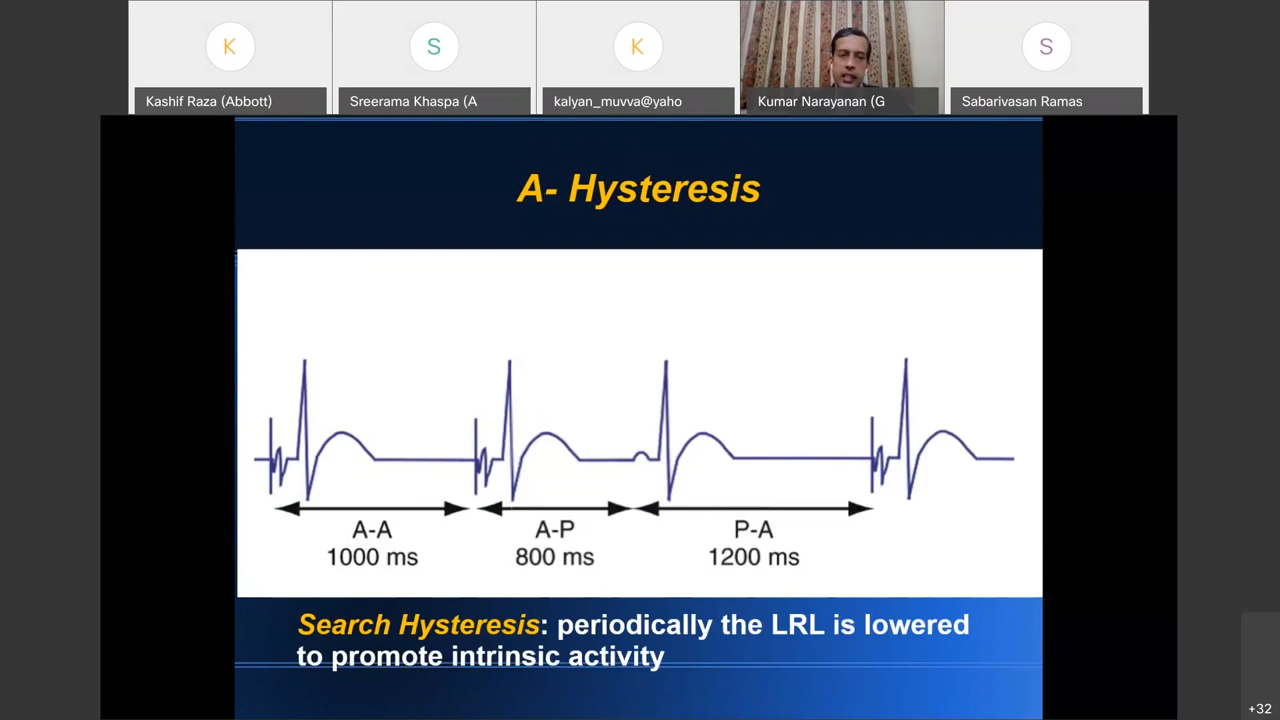 K
S
K
S
Kashif Raza (Abbott)
Sreerama Khaspa (A
kalyan_muvva@yaho
Kumar Narayanan (G
Sabarivasan Ramas
A- Hysteresis
A-A
1000 ms
A-P
800 ms
P-A
1200 ms
Search Hysteresis: periodically the LRL is lowered
to promote intrinsic activity
+32